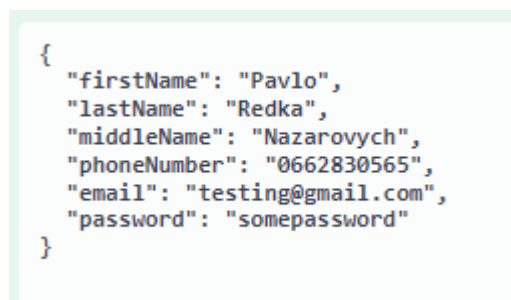 {
  "firstName": "Pavlo",
  "lastName": "Redka",
  "middleName": "Nazarovych",
  "phoneNumber": "0662830565",
  "email": "testing@gmail.com",
  "password": "somepassword"
}